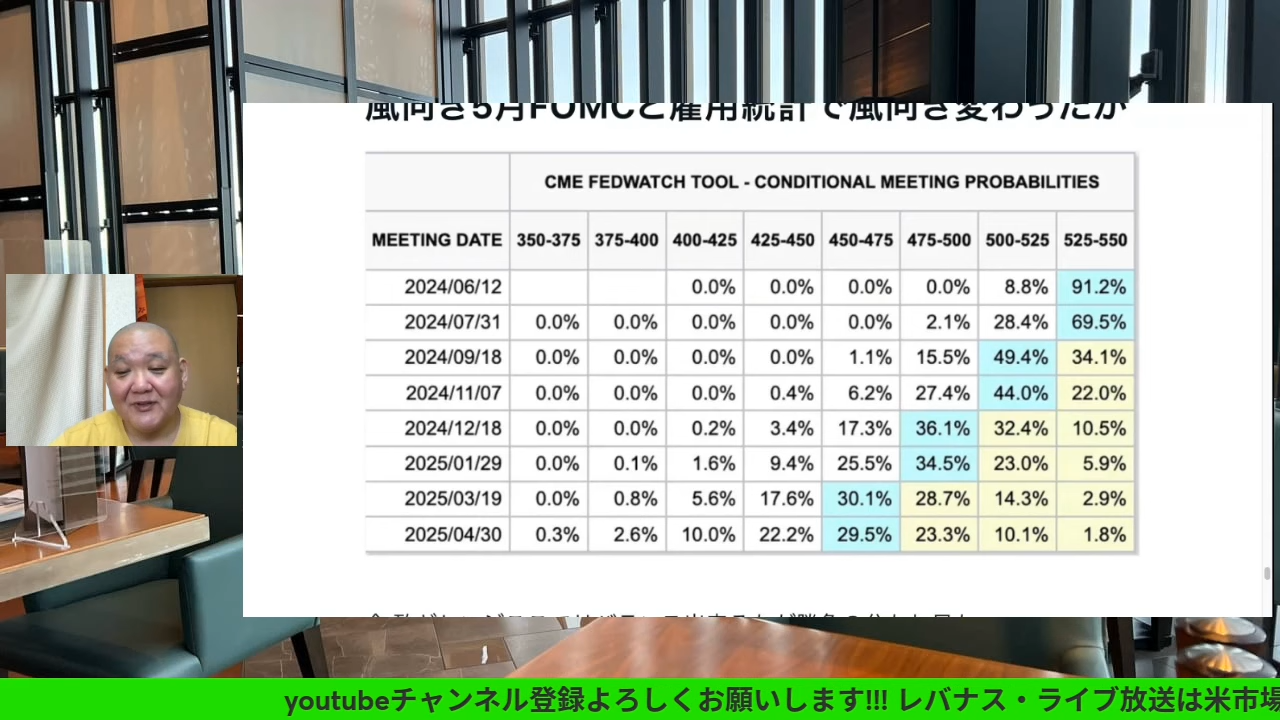 風向き5月FOMCと雇用統計で風向き変わったか
CME FEDWATCH TOOL - CONDITIONAL MEETING PROBABILITIES
MEETING DATE 350-375 375-400 400-425 425-450 450-475 475-500 500-525 525-550
2024/06/12 0.0% 0.0% 0.0% 0.0% 8.8% 91.2%
2024/07/31 0.0% 0.0% 0.0% 0.0% 0.0% 2.1% 28.4% 69.5%
2024/09/18 0.0% 0.0% 0.0% 0.0% 1.1% 15.5% 49.4% 34.1%
2024/11/07 0.0% 0.0% 0.0% 0.4% 6.2% 27.4% 44.0% 22.0%
2024/12/18 0.0% 0.0% 0.2% 3.4% 17.3% 36.1% 32.4% 10.5%
2025/01/29 0.0% 0.1% 1.6% 9.4% 25.5% 34.5% 23.0% 5.9%
2025/03/19 0.0% 0.8% 5.6% 17.6% 30.1% 28.7% 14.3% 2.9%
2025/04/30 0.3% 2.6% 10.0% 22.2% 29.5% 23.3% 10.1% 1.8%
youtubeチャンネル登録よろしくお願いします!!! レバナス・ライブ放送は米市場